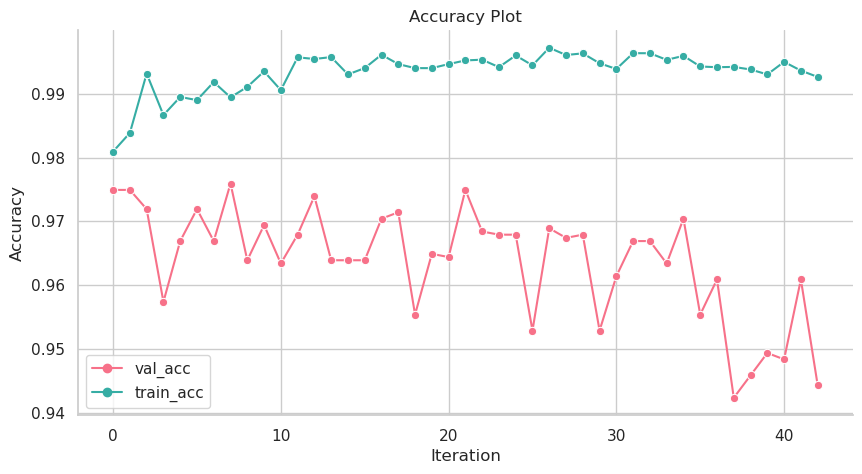 Accuracy Plot
Accuracy
0.99
0.98
0.97
0.96
0.95
0.94
val_acc
train_acc
0 10 20 30 40
Iteration